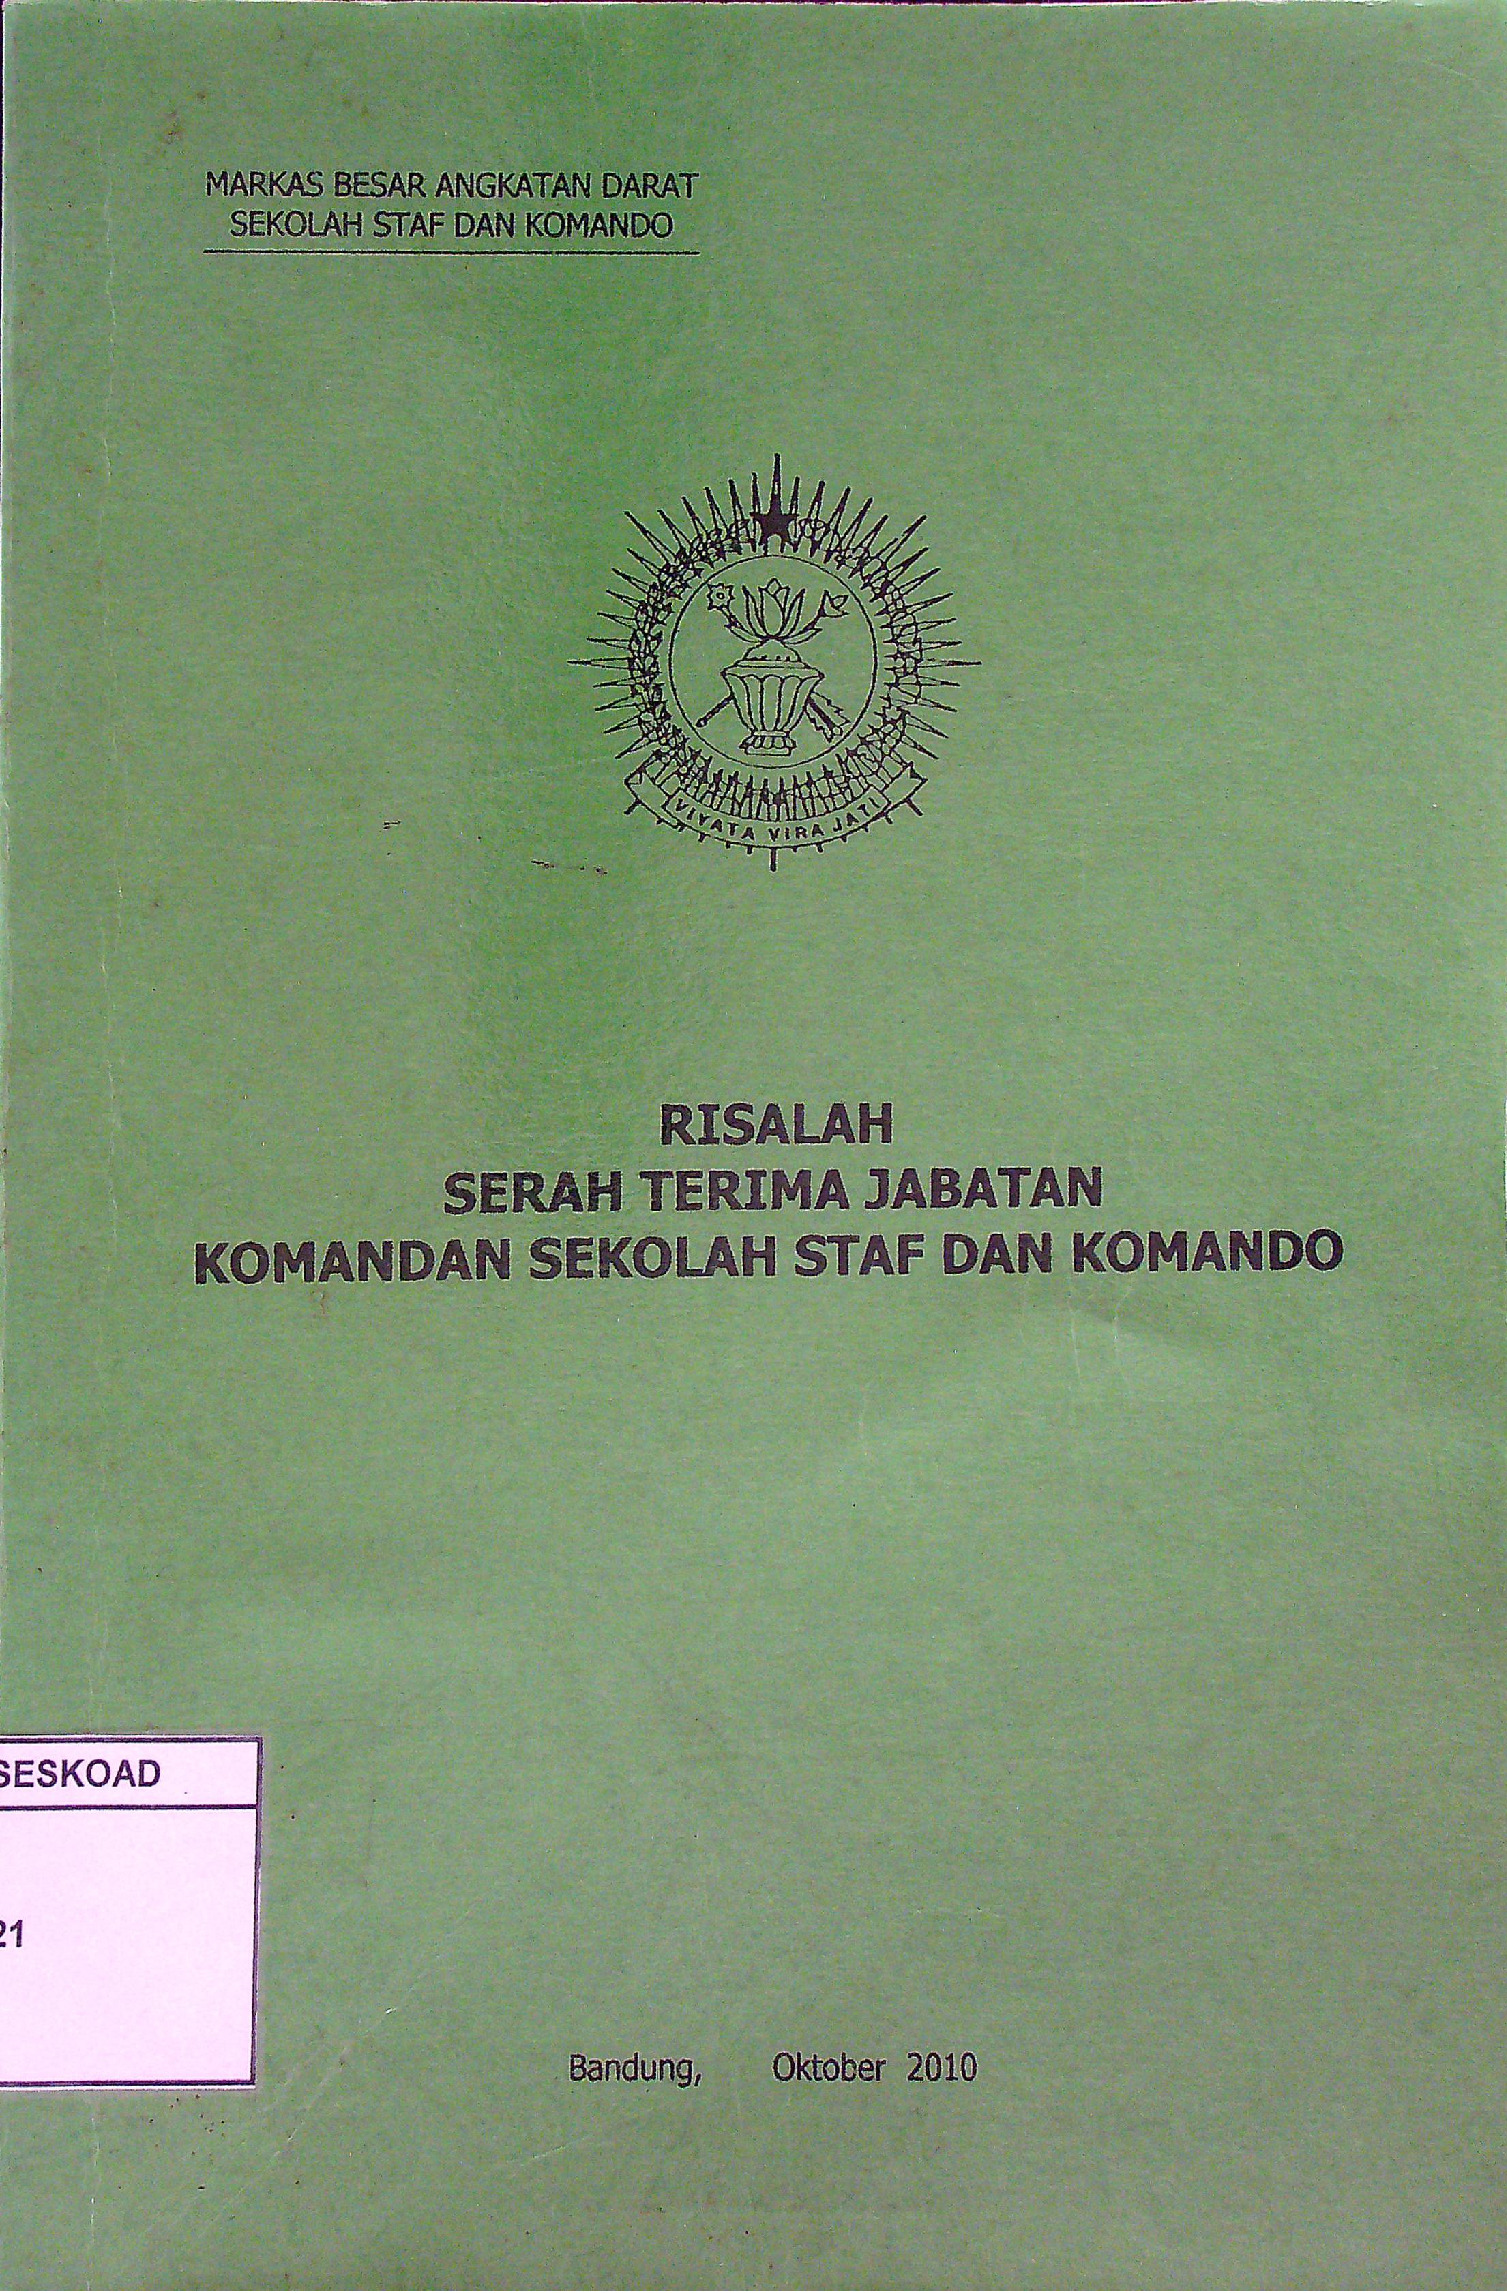 MARKAS BESAR ANGKATAN DARAT
SEKOLAH STAF DAN KOMANDO
VIYATA VIRA JATI
RISALAH
SERAH TERIMA JABATAN
KOMANDAN SEKOLAH STAF DAN KOMANDO
SESKOAD
21
Bandung, Oktober 2010